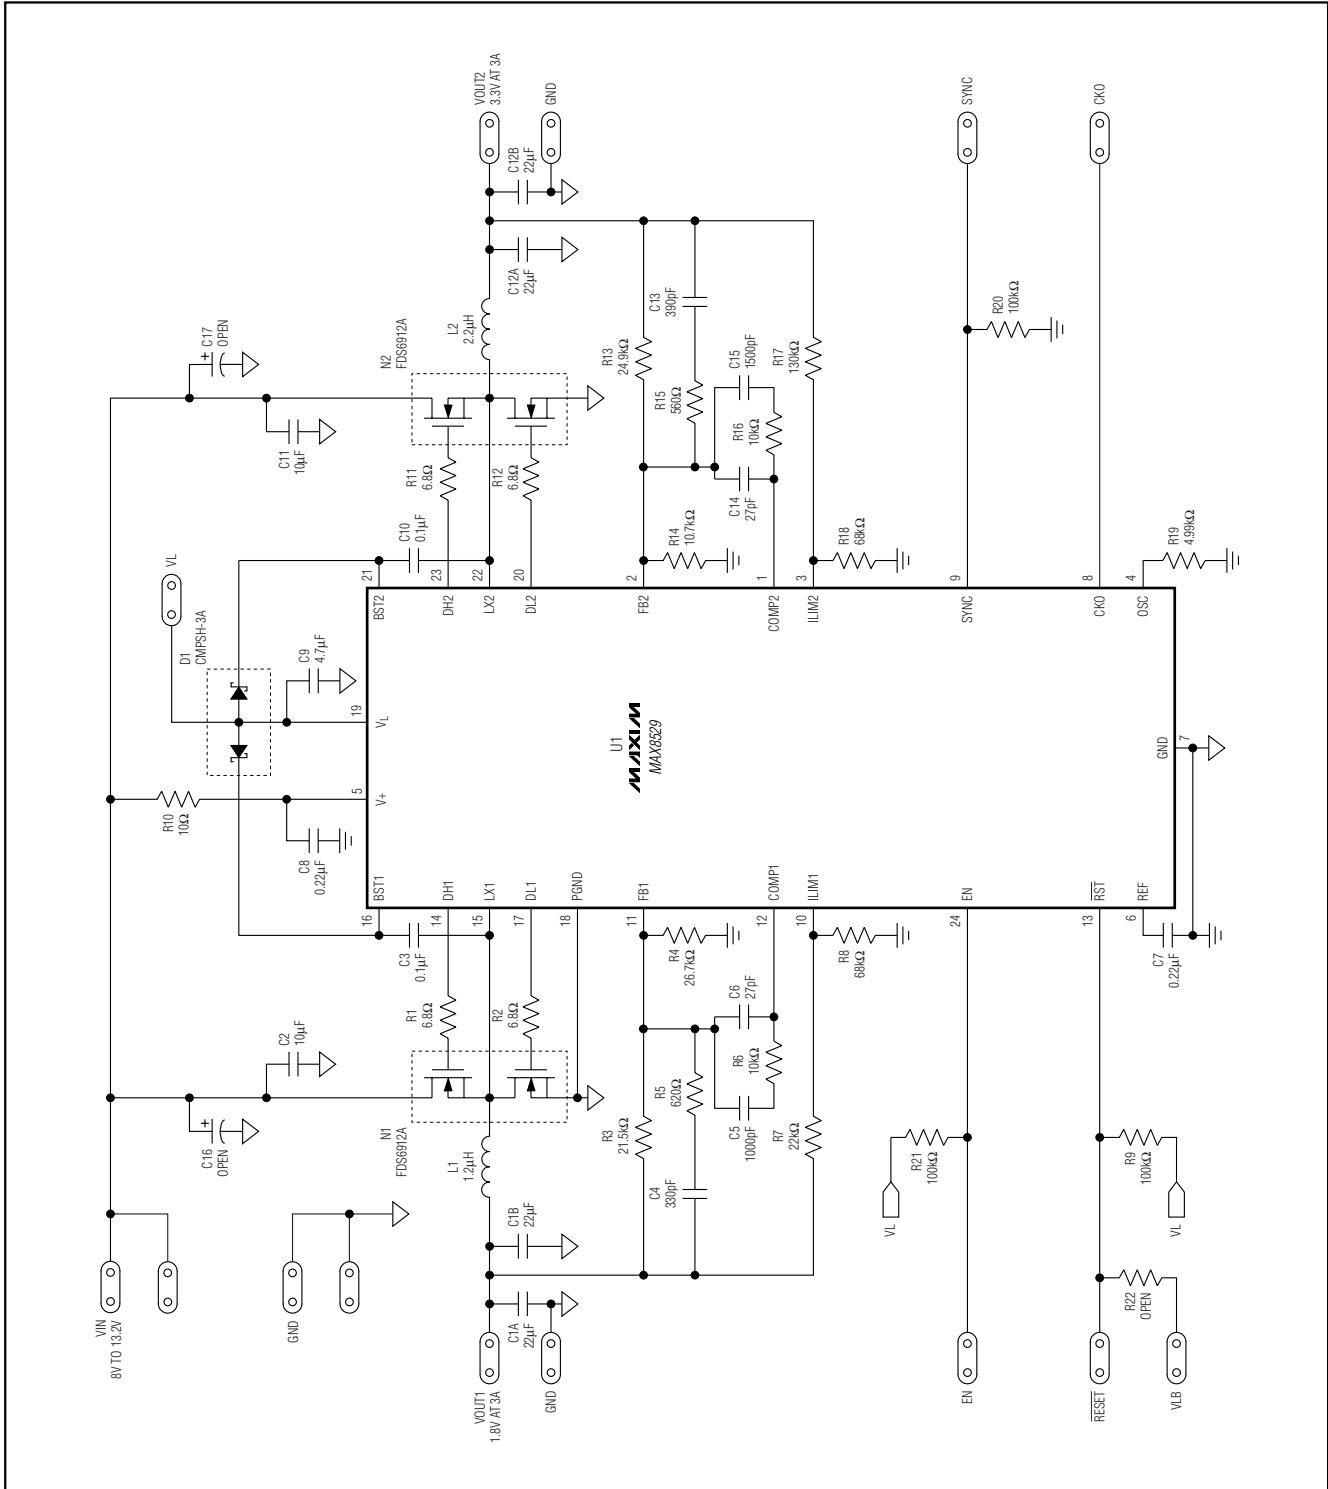 VIN
8V TO 13.2V
GND
VOUT1
1.8V AT 3A
GND
C1A
22µF
C1B
22µF
L1
1.2µH
N1
FDS6912A
C16
OPEN
+
C2
10µF
R1
6.8Ω
R2
6.8Ω
C3
0.1µF
R3
21.5kΩ
R4
26.7kΩ
C4
330pF
R5
620Ω
C5
1000pF
R6
10kΩ
C6
27pF
R7
22kΩ
R8
68kΩ
VL
R21
100kΩ
EN
RESET
VLB
R22
OPEN
R9
100kΩ
VL
C7
0.22µF
R10
10Ω
C8
0.22µF
D1
CMPSH-3A
VL
C9
4.7µF
U1
MAXIM
MAX8529
16
BST1
14
DH1
15
LX1
17
DL1
18
PGND
11
FB1
12
COMP1
10
ILIM1
24
EN
13
RST
6
REF
5
V+
19
VL
7
GND
21
BST2
23
DH2
22
LX2
20
DL2
2
FB2
1
COMP2
3
ILIM2
9
SYNC
8
CKO
4
OSC
C10
0.1µF
R11
6.8Ω
R12
6.8Ω
C11
10µF
C17
OPEN
+
N2
FDS6912A
L2
2.2µH
C12A
22µF
C12B
22µF
VOUT2
3.3V AT 3A
GND
R13
24.9kΩ
R14
10.7kΩ
C13
390pF
R15
560Ω
C15
1500pF
R16
10kΩ
C14
27pF
R17
130kΩ
R18
68kΩ
SYNC
R20
100kΩ
CKO
R19
4.99kΩ